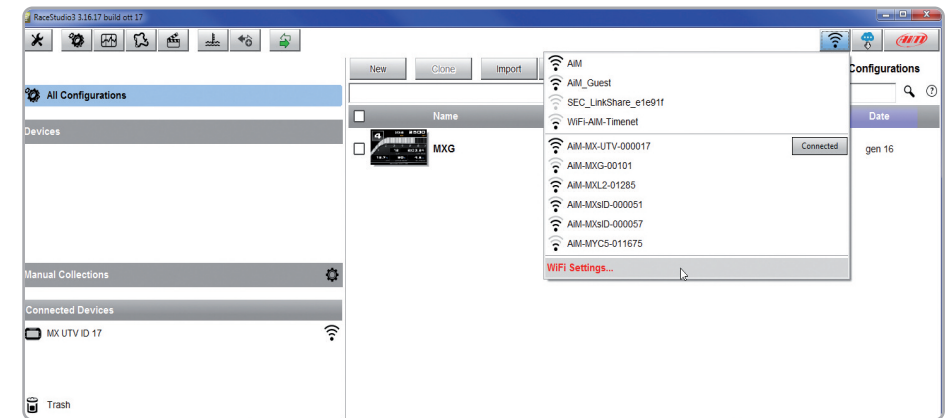 RaceStudio3 3.16.17 build ott 17
AiM
New
Clone
Import
Configurations
All Configurations
Name
Date
Devices
MXG
gen 16
AiM
AiM_Guest
SEC_LinkShare_e1e91f
WiFi-AiM-Timenet
AiM-MX-UTV-000017
Connected
AiM-MXG-00101
AiM-MXL2-01285
AiM-MXsID-000051
AiM-MXsID-000057
AiM-MYC5-011675
WiFi Settings...
Manual Collections
Connected Devices
MX UTV ID 17
Trash